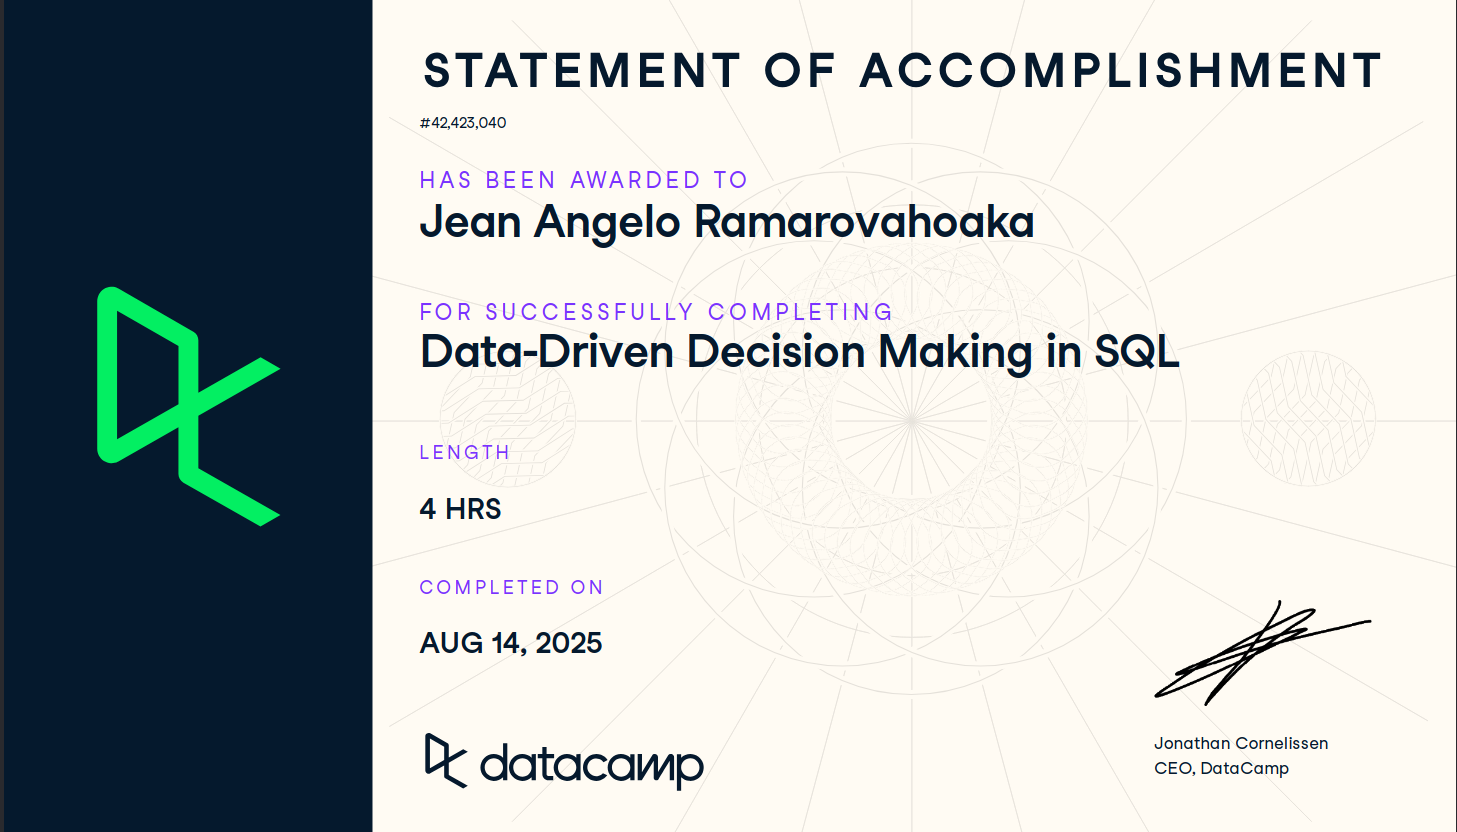 STATEMENT OF ACCOMPLISHMENT
#42,423,040
HAS BEEN AWARDED TO
Jean Angelo Ramarovahoaka
FOR SUCCESSFULLY COMPLETING
Data-Driven Decision Making in SQL
LENGTH
4 HRS
COMPLETED ON
AUG 14, 2025
datacamp
Jonathan Cornelissen
CEO, DataCamp